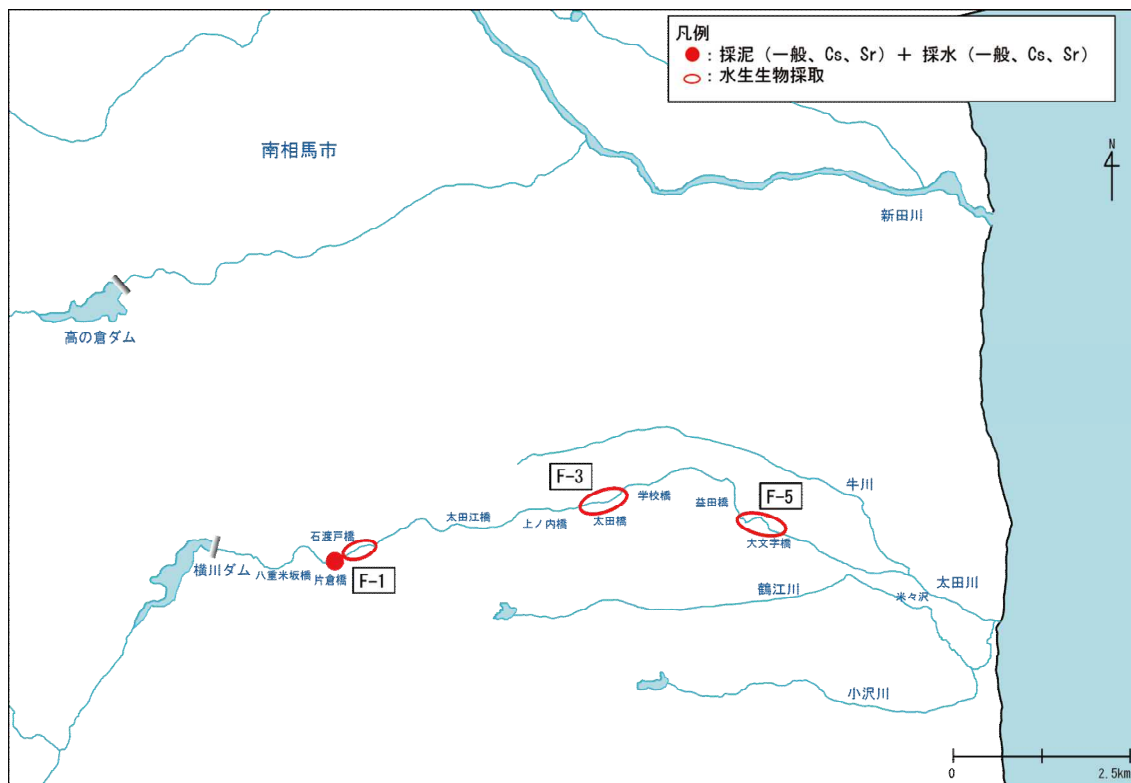 凡例
：採泥（一般、Cs、Sr）＋ 採水（一般、Cs、Sr）
：水生生物採取
南相馬市
N
新田川
高の倉ダム
F-3
学校橋
益田橋
F-5
牛川
太田江橋
上ノ内橋
太田橋
石渡戸橋
大文字橋
横川ダム
八重米坂橋
片倉橋
F-1
鶴江川
米々沢
太田川
小沢川
0
2.5km